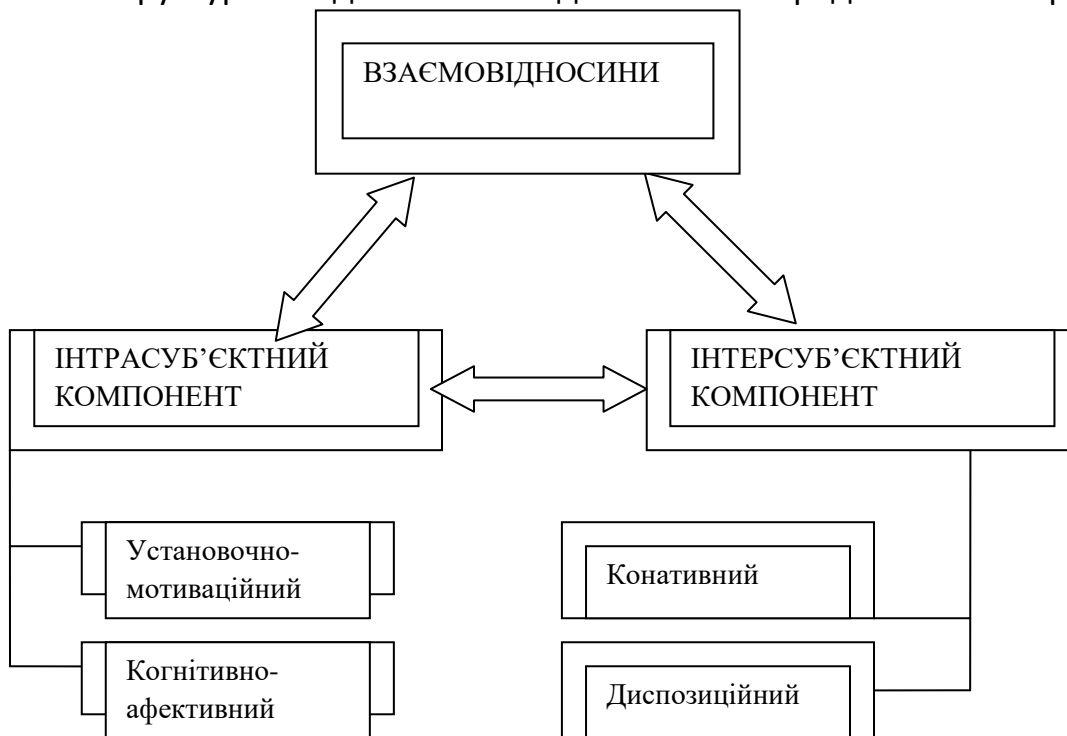 ВЗАЄМОВІДНОСИНИ
ІНТРАСУБ’ЄКТНИЙ
КОМПОНЕНТ
ІНТЕРСУБ’ЄКТНИЙ
КОМПОНЕНТ
Установочно-
мотиваційний
Конативний
Когнітивно-
афективний
Диспозиційний